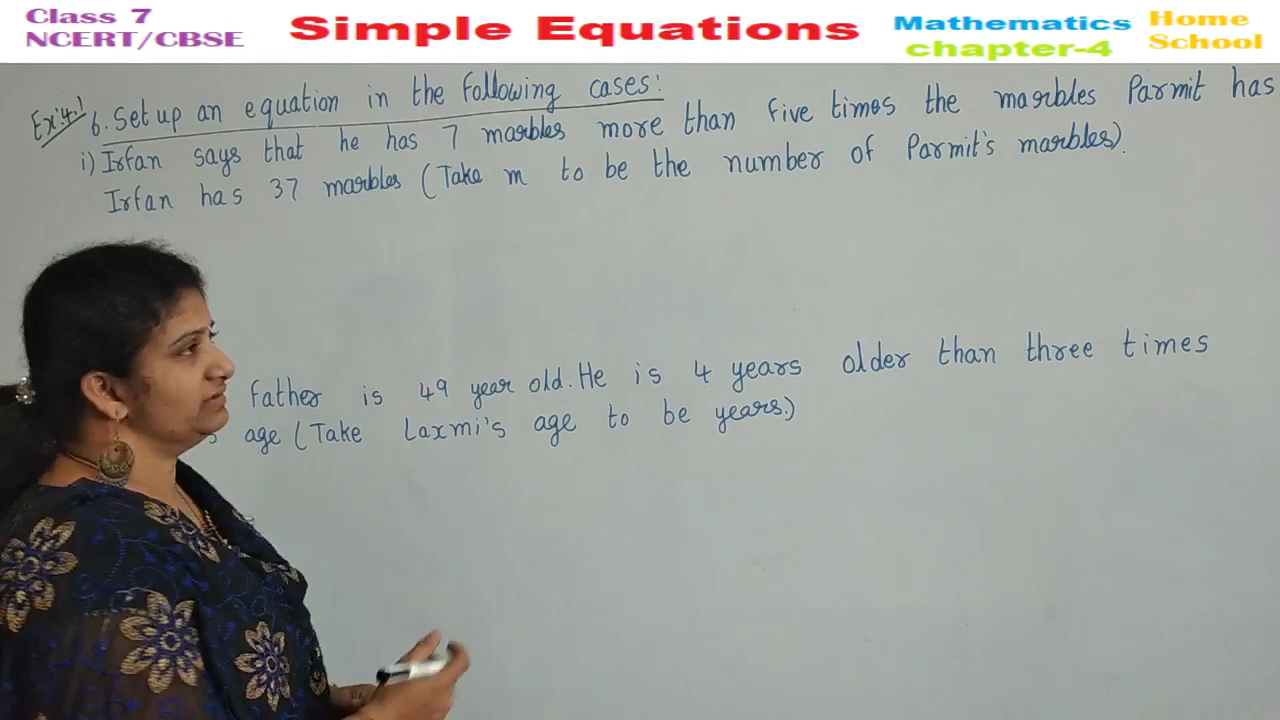 Class 7
NCERT/CBSE
Simple Equations
Mathematics
chapter-4
Home
School
Ex:4.1
6. Set up an equation in the following cases:
i) Irfan says that he has 7 marbles more than five times the marbles Parmit has
Irfan has 37 marbles (Take m to be the number of Parmit's marbles).
Father is 49 year old. He is 4 years older than three times
s age (Take Laxmi's age to be years.)